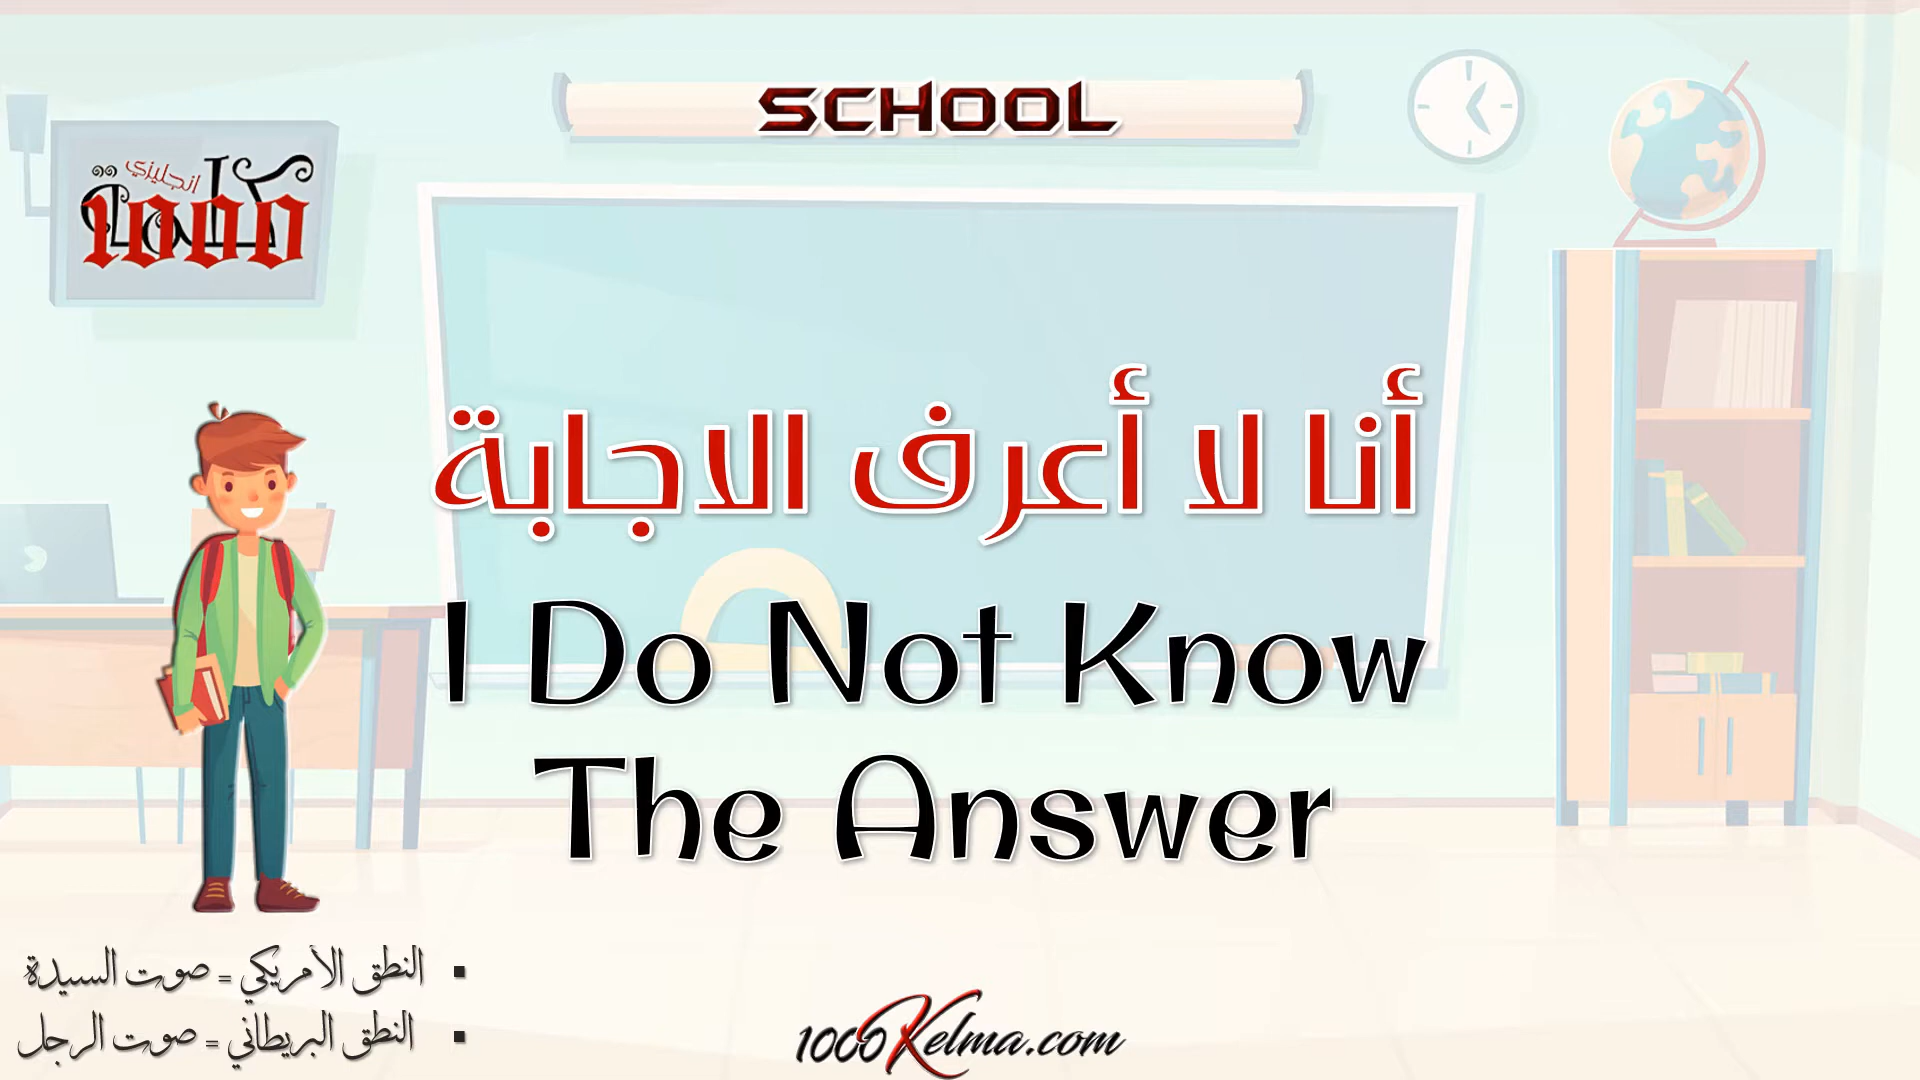 SCHOOL
1000 كلمة انجليزي
أنا لا أعرف الاجابة
I Do Not Know
The Answer
▪ النطق الأمريكي = صوت السيدة
▪ النطق البريطاني = صوت الرجل
1000Kelma.com